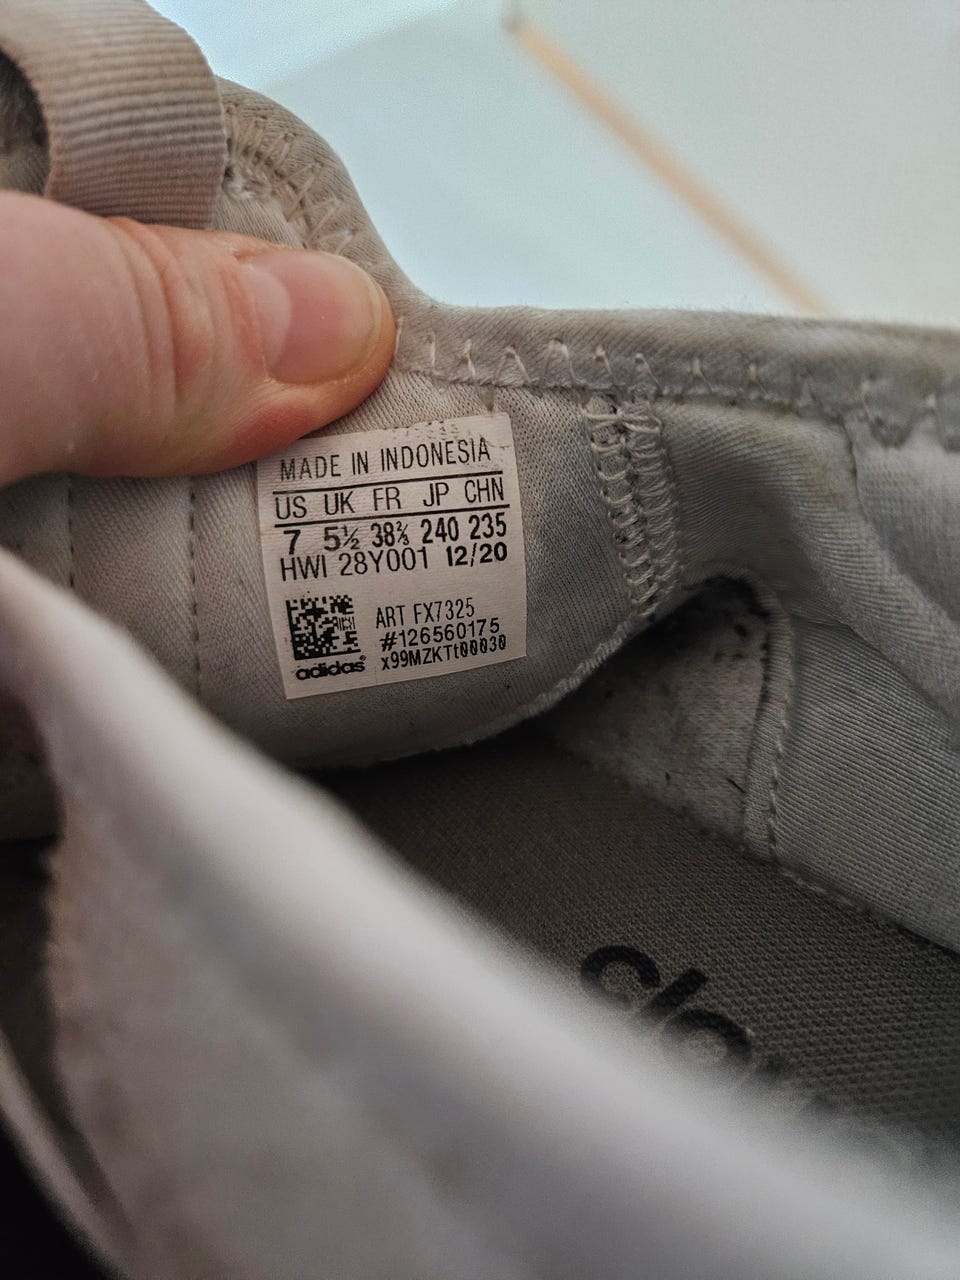 MADE IN INDONESIA
US UK FR JP CHN
7 5½ 38⅔ 240 235
HWI 28Y001 12/20
ART FX7325
#126560175
adidas® x99MZKTt00030